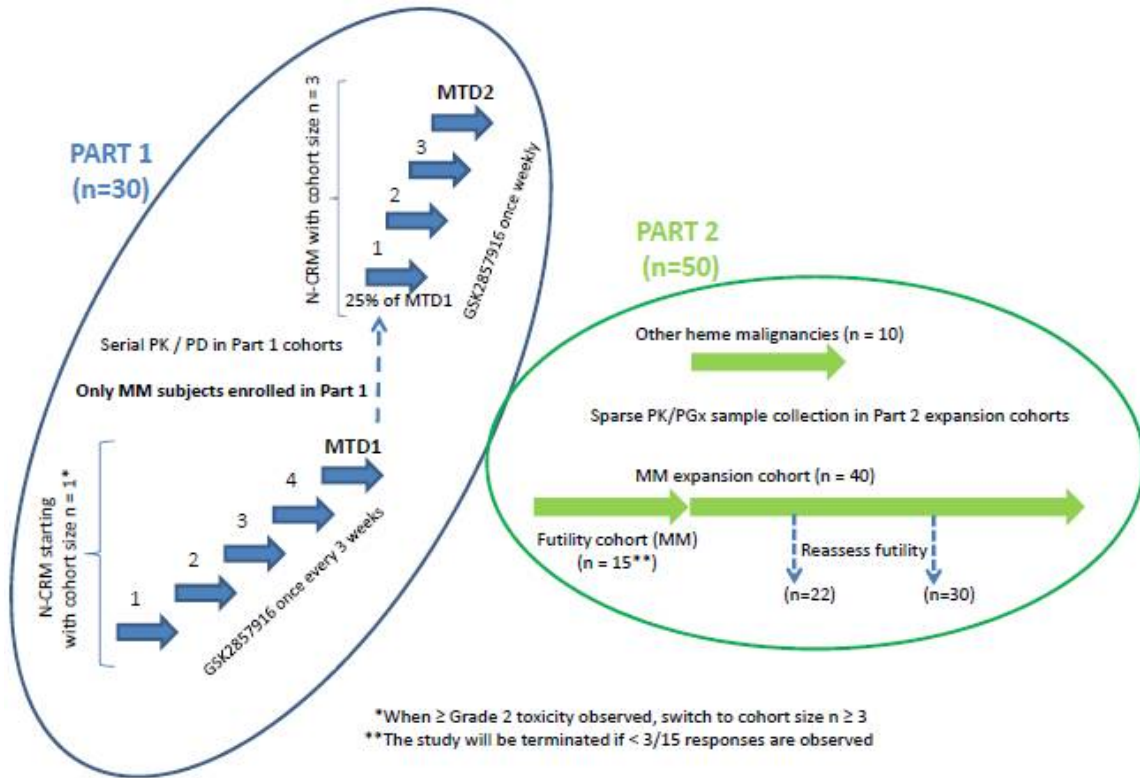 PART 1
(n=30)
N-CRM with cohort size n = 3
MTD2
3
2
1
25% of MTD1
GSK2857916 once weekly
Serial PK / PD in Part 1 cohorts
Only MM subjects enrolled in Part 1
N-CRM starting
with cohort size n = 1*
MTD1
4
3
2
1
GSK2857916 once every 3 weeks
PART 2
(n=50)
Other heme malignancies (n = 10)
Sparse PK/PGx sample collection in Part 2 expansion cohorts
MM expansion cohort (n = 40)
Futility cohort (MM)
(n = 15**)
Reassess futility
(n=22)
(n=30)
*When ≥ Grade 2 toxicity observed, switch to cohort size n ≥ 3
**The study will be terminated if < 3/15 responses are observed